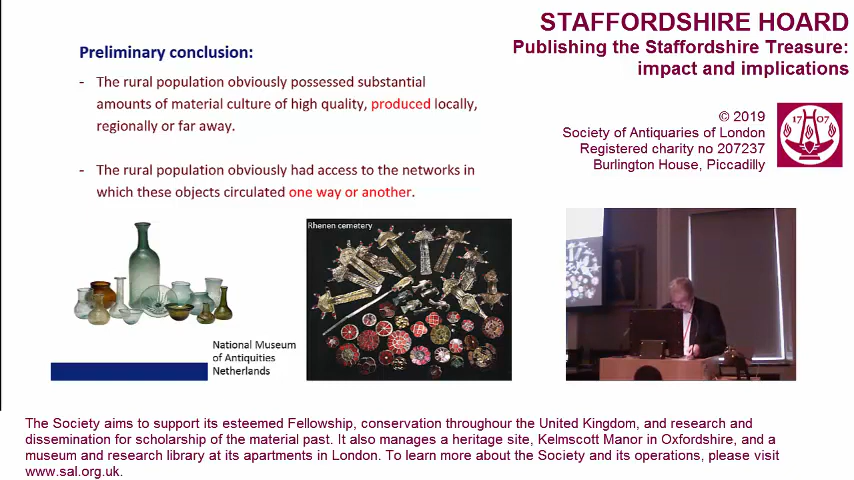 STAFFORDSHIRE HOARD
Publishing the Staffordshire Treasure:
impact and implications
Preliminary conclusion:
- The rural population obviously possessed substantial
amounts of material culture of high quality, produced locally,
regionally or far away.
- The rural population obviously had access to the networks in
which these objects circulated one way or another.
© 2019
Society of Antiquaries of London
Registered charity no 207237
Burlington House, Piccadilly
1707
Rhenen cemetery
National Museum
of Antiquities
Netherlands
The Society aims to support its esteemed Fellowship, conservation throughour the United Kingdom, and research and
dissemination for scholarship of the material past. It also manages a heritage site, Kelmscott Manor in Oxfordshire, and a
museum and research library at its apartments in London. To learn more about the Society and its operations, please visit
www.sal.org.uk.